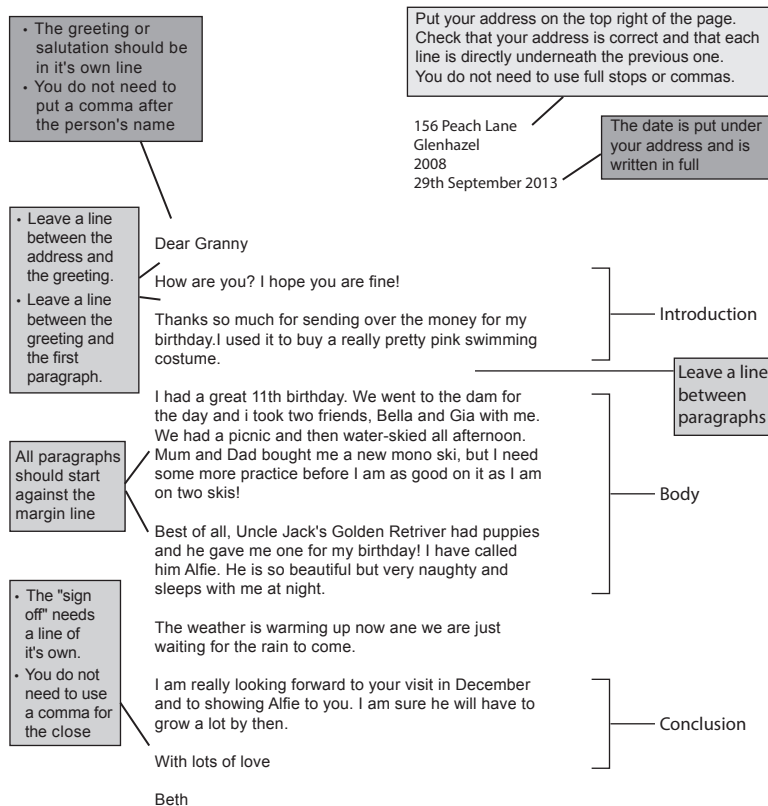 • The greeting or
salutation should be
in it's own line
• You do not need to
put a comma after
the person's name
Put your address on the top right of the page.
Check that your address is correct and that each
line is directly underneath the previous one.
You do not need to use full stops or commas.
156 Peach Lane
Glenhazel
2008
29th September 2013
The date is put under
your address and is
written in full
• Leave a line
between the
address and
the greeting.
• Leave a line
between the
greeting and
the first
paragraph.
Dear Granny
How are you? I hope you are fine!
Thanks so much for sending over the money for my
birthday.I used it to buy a really pretty pink swimming
costume.
Introduction
Leave a line
between
paragraphs
I had a great 11th birthday. We went to the dam for
the day and i took two friends, Bella and Gia with me.
We had a picnic and then water-skied all afternoon.
Mum and Dad bought me a new mono ski, but I need
some more practice before I am as good on it as I am
on two skis!
All paragraphs
should start
against the
margin line
Body
Best of all, Uncle Jack's Golden Retriver had puppies
and he gave me one for my birthday! I have called
him Alfie. He is so beautiful but very naughty and
sleeps with me at night.
• The "sign
off" needs
a line of
it's own.
• You do not
need to use
a comma for
the close
The weather is warming up now ane we are just
waiting for the rain to come.
I am really looking forward to your visit in December
and to showing Alfie to you. I am sure he will have to
grow a lot by then.
Conclusion
With lots of love
Beth